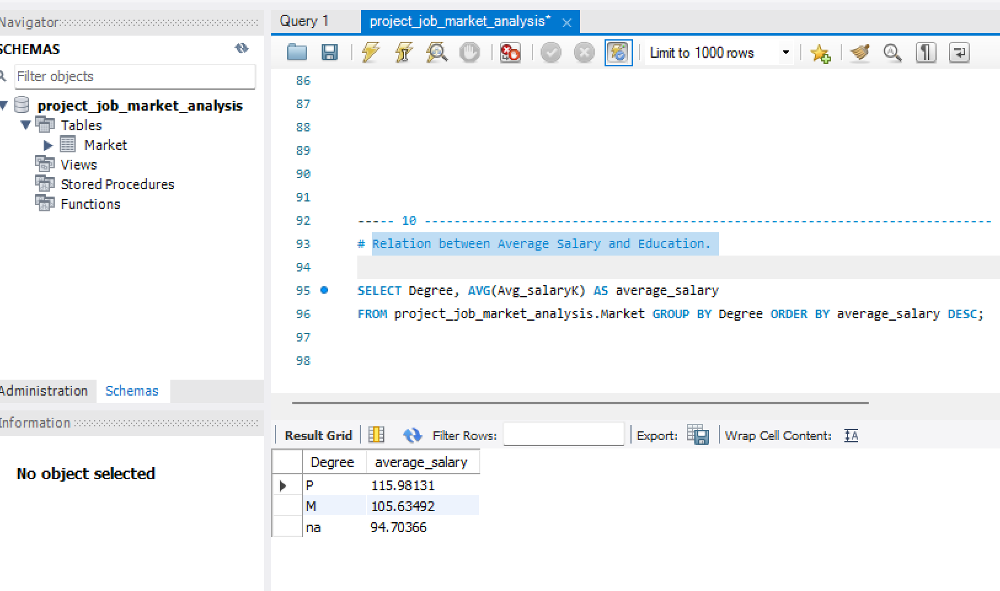 Navigator
SCHEMAS
Filter objects
project_job_market_analysis
Tables
Market
Views
Stored Procedures
Functions
Administration
Schemas
Information
No object selected
Query 1
project_job_market_analysis*
Limit to 1000 rows
86
87
88
89
90
91
92 ----- 10 -----------------------------------------------------------------------------
93 # Relation between Average Salary and Education.
94
95 SELECT Degree, AVG(Avg_salaryK) AS average_salary
96 FROM project_job_market_analysis.Market GROUP BY Degree ORDER BY average_salary DESC;
97
98
Result Grid
Filter Rows:
Export:
Wrap Cell Content:
Degree average_salary
P 115.98131
M 105.63492
na 94.70366